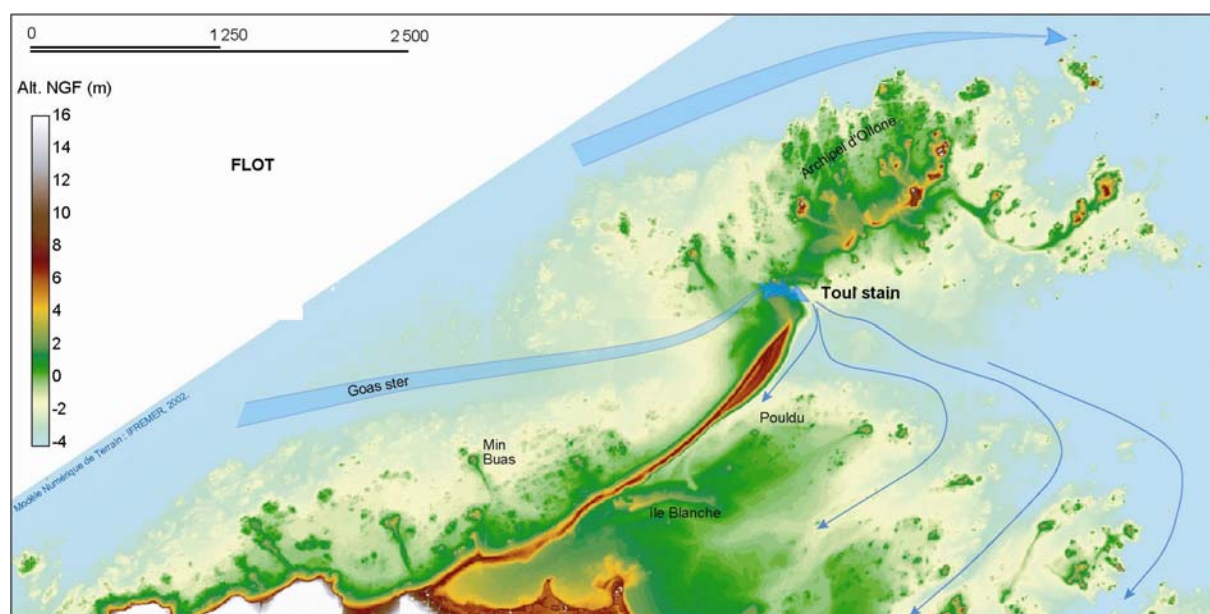 0 1 250 2 500
Alt. NGF (m)
16
14
12
10
8
6
4
2
0
-2
-4
FLOT
Archipel d'Ollone
Toul stain
Goas ster
Pouldu
Min
Buas
Ile Blanche
Modèle Numérique de Terrain : IFREMER, 2002.